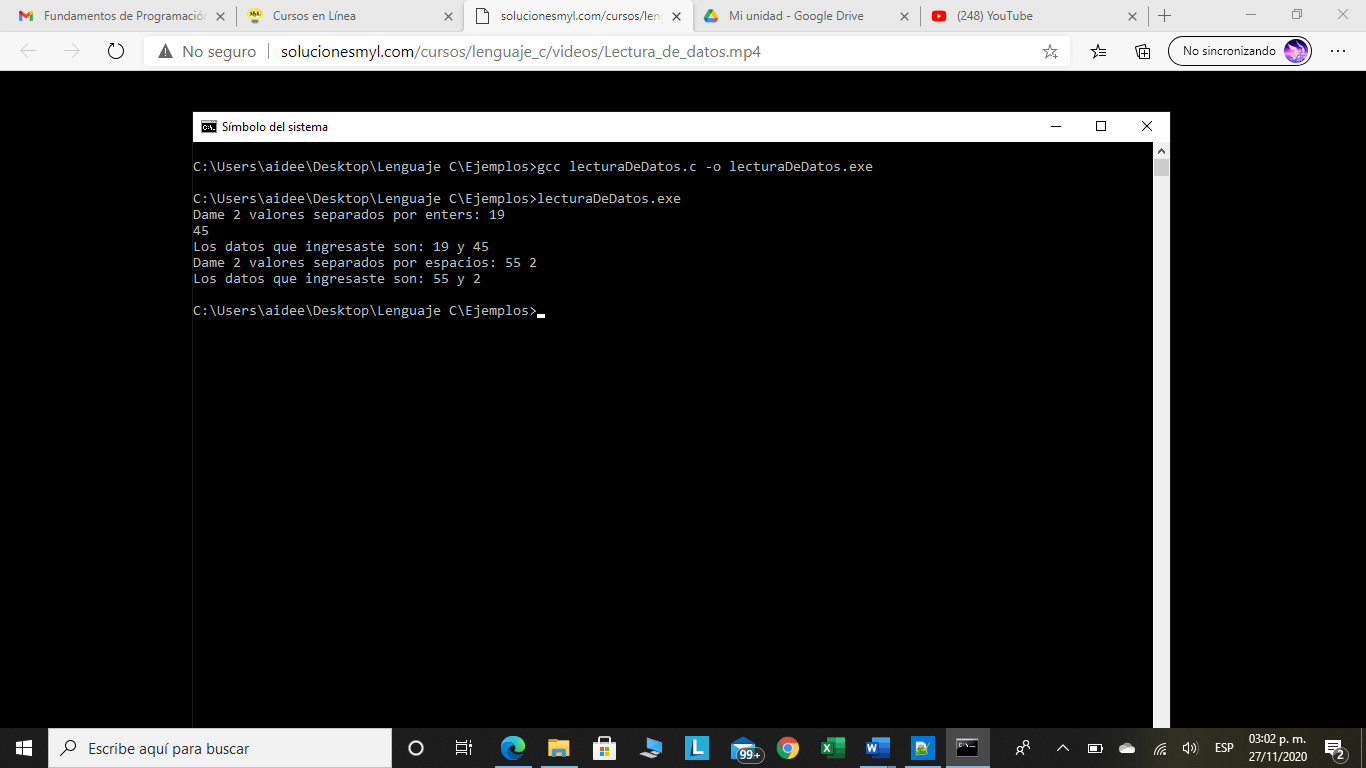 Fundamentos de Programación
Cursos en Línea
solucionesmyl.com/cursos/len
Mi unidad - Google Drive
(248) YouTube
No seguro
solucionesmyl.com/cursos/lenguaje_c/videos/Lectura_de_datos.mp4
No sincronizando
Símbolo del sistema
C:\Users\aidee\Desktop\Lenguaje C\Ejemplos>gcc lecturaDeDatos.c -o lecturaDeDatos.exe
C:\Users\aidee\Desktop\Lenguaje C\Ejemplos>lecturaDeDatos.exe
Dame 2 valores separados por enters: 19
45
Los datos que ingresaste son: 19 y 45
Dame 2 valores separados por espacios: 55 2
Los datos que ingresaste son: 55 y 2
C:\Users\aidee\Desktop\Lenguaje C\Ejemplos>
Escribe aquí para buscar
99+
ESP
03:02 p. m.
27/11/2020
2